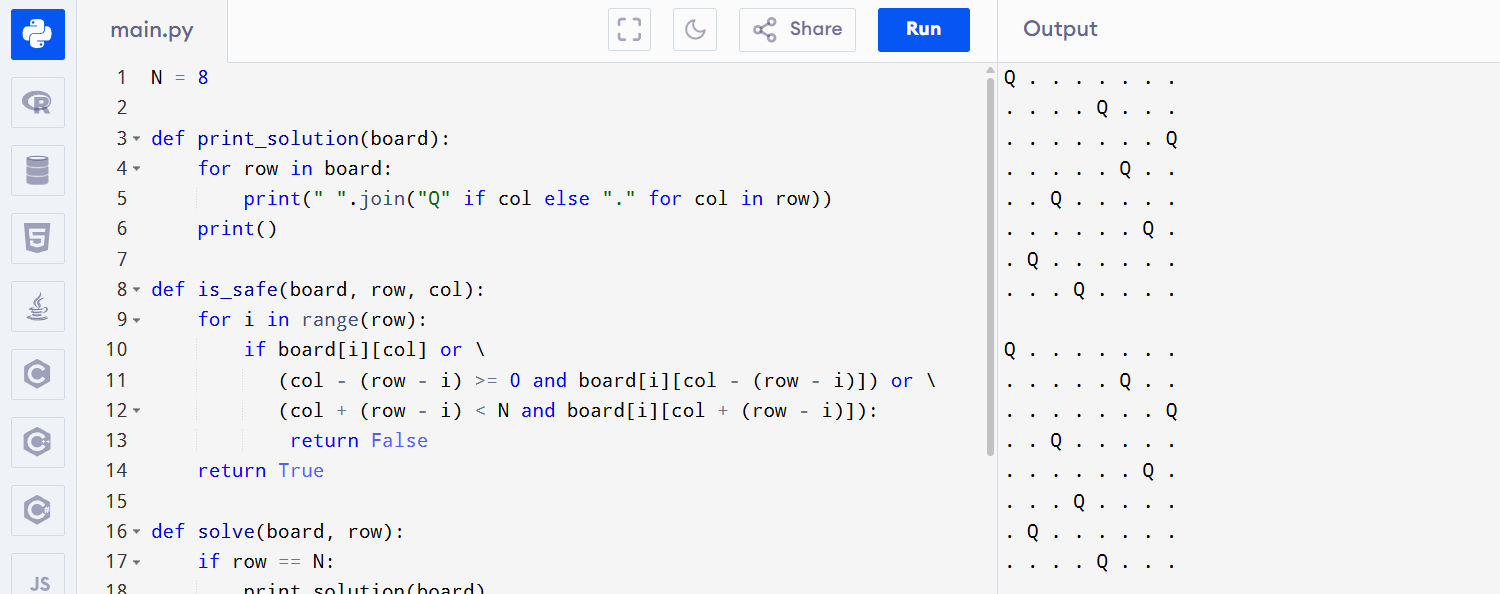 main.py
Share
Run
Output
1 N = 8
2
3 def print_solution(board):
4     for row in board:
5         print(" ".join("Q" if col else "." for col in row))
6     print()
7
8 def is_safe(board, row, col):
9     for i in range(row):
10         if board[i][col] or \
11            (col - (row - i) >= 0 and board[i][col - (row - i)]) or \
12            (col + (row - i) < N and board[i][col + (row - i)]):
13             return False
14     return True
15
16 def solve(board, row):
17     if row == N:
18         print_solution(board)
Q . . . . . . .
. . . . Q . . .
. . . . . . . Q
. . . . . Q . .
. . Q . . . . .
. . . . . . Q .
. Q . . . . . .
. . . Q . . . .
Q . . . . . . .
. . . . . Q . .
. . . . . . . Q
. . Q . . . . .
. . . . . . Q .
. . . Q . . . .
. Q . . . . . .
. . . . Q . . .
R
5
C
C++
C#
JS